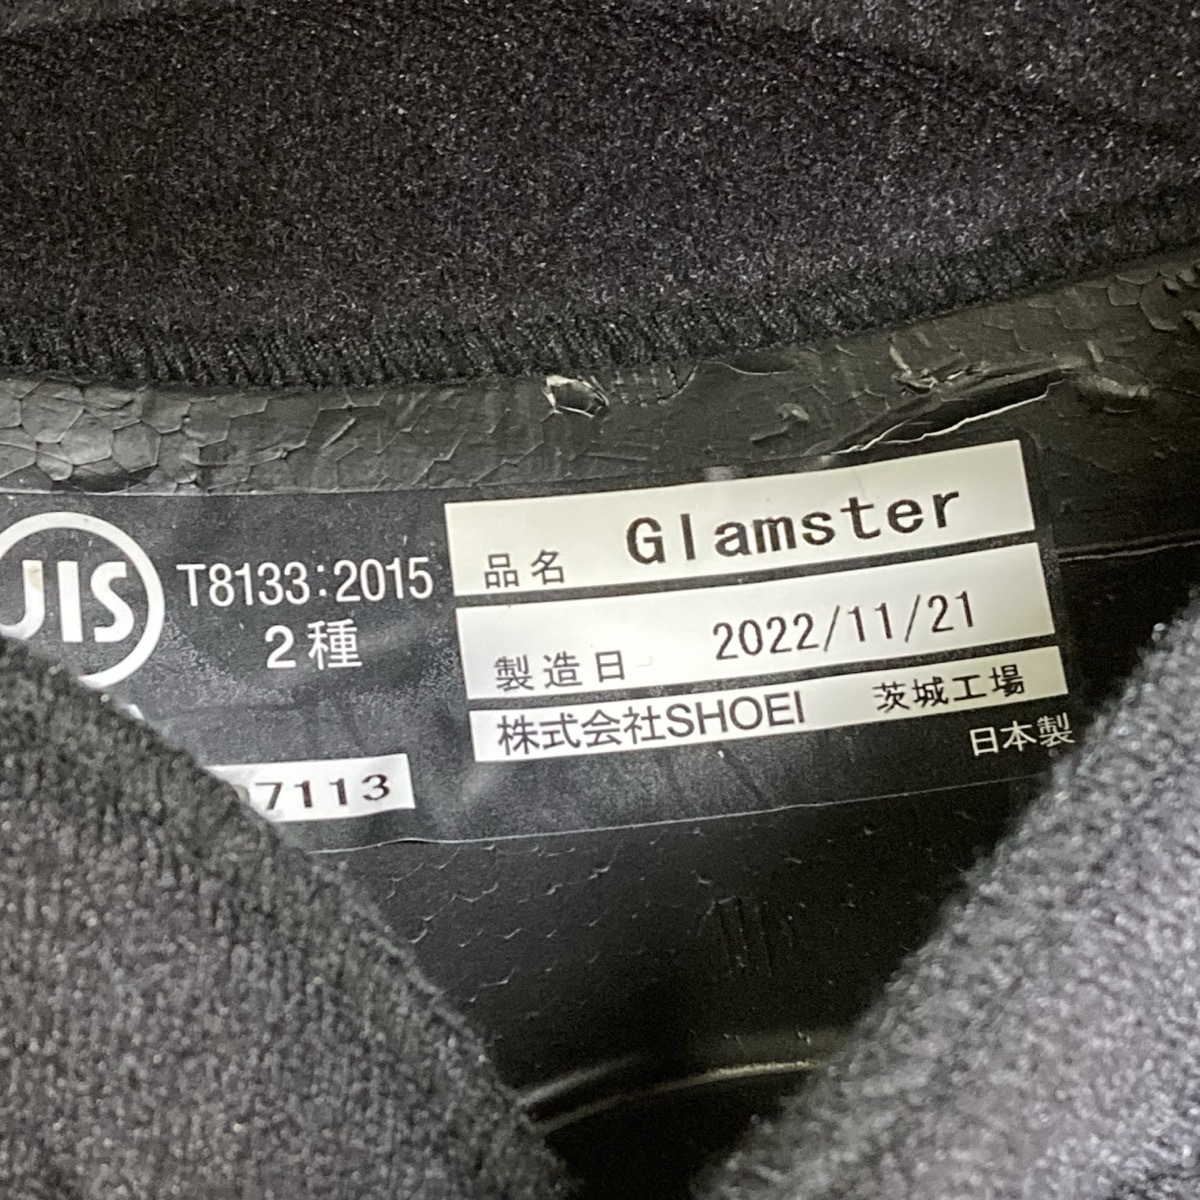 JIS
T8133:2015
2種
品名 Glamster
製造日 2022/11/21
株式会社SHOEI 茨城工場
日本製
7113